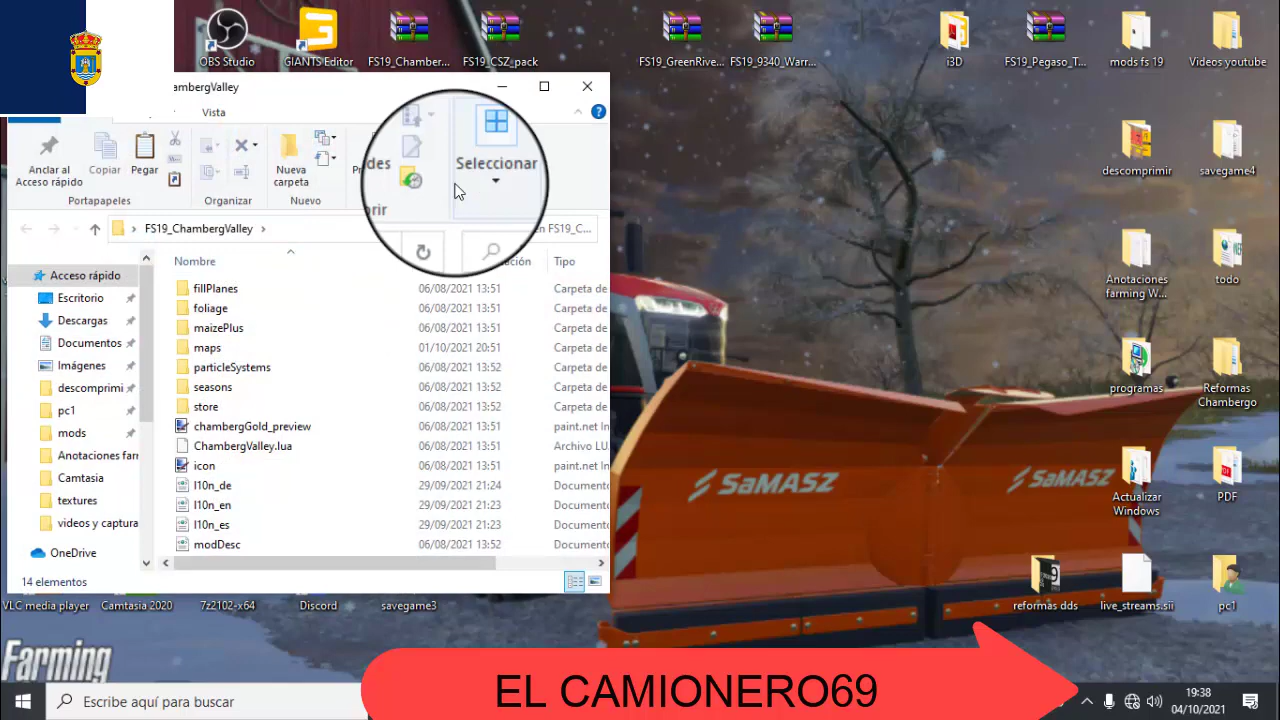 OBS Studio
GIANTS Editor
FS19_Chamber...
FS19_CSZ_pack
FS19_GreenRive...
FS19_9340_Warr...
i3D
FS19_Pegaso_T...
mods fs 19
Videos youtube
ambergValley
Vista
Anclar al
Acceso rápido
Copiar
Pegar
Nueva
carpeta
des
Seleccionar
rir
Portapapeles
Organizar
Nuevo
FS19_ChambergValley
en FS19_C...
Nombre
ación
Tipo
Acceso rápido
Escritorio
Descargas
Documentos
Imágenes
descomprimi
pc1
mods
Anotaciones farr
Camtasia
textures
videos y captura
OneDrive
fillPlanes 06/08/2021 13:51 Carpeta de
foliage 06/08/2021 13:51 Carpeta de
maizePlus 06/08/2021 13:51 Carpeta de
maps 01/10/2021 20:51 Carpeta de
particleSystems 06/08/2021 13:52 Carpeta de
seasons 06/08/2021 13:52 Carpeta de
store 06/08/2021 13:52 Carpeta de
chambergGold_preview 06/08/2021 13:51 paint.net In
ChambergValley.lua 06/08/2021 13:51 Archivo LU
icon 06/08/2021 13:51 paint.net In
l10n_de 29/09/2021 21:24 Documento
l10n_en 29/09/2021 21:23 Documento
l10n_es 29/09/2021 21:23 Documento
modDesc 06/08/2021 13:52 Documento
14 elementos
descomprimir
savegame4
Anotaciones
farming W...
todo
programas
Reformas
Chambergo
Actualizar
Windows
PDF
reformas dds
live_streams.sii
pc1
SaMASZ
SaMASZ
VLC media player
Camtasia 2020
7z2102-x64
Discord
savegame3
Farming
EL CAMIONERO69
Escribe aquí para buscar
19:38
04/10/2021